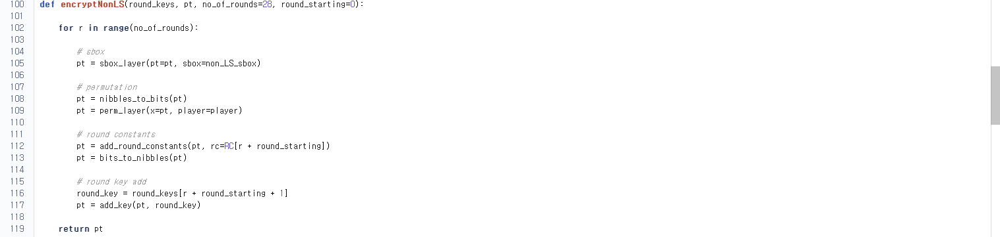 100 def encryptNonLS(round_keys, pt, no_of_rounds=28, round_starting=0):
101
102     for r in range(no_of_rounds):
103
104         # sbox
105         pt = sbox_layer(pt=pt, sbox=non_LS_sbox)
106
107         # permutation
108         pt = nibbles_to_bits(pt)
109         pt = perm_layer(x=pt, player=player)
110
111         # round constants
112         pt = add_round_constants(pt, rc=RC[r + round_starting])
113         pt = bits_to_nibbles(pt)
114
115         # round key add
116         round_key = round_keys[r + round_starting + 1]
117         pt = add_key(pt, round_key)
118
119     return pt